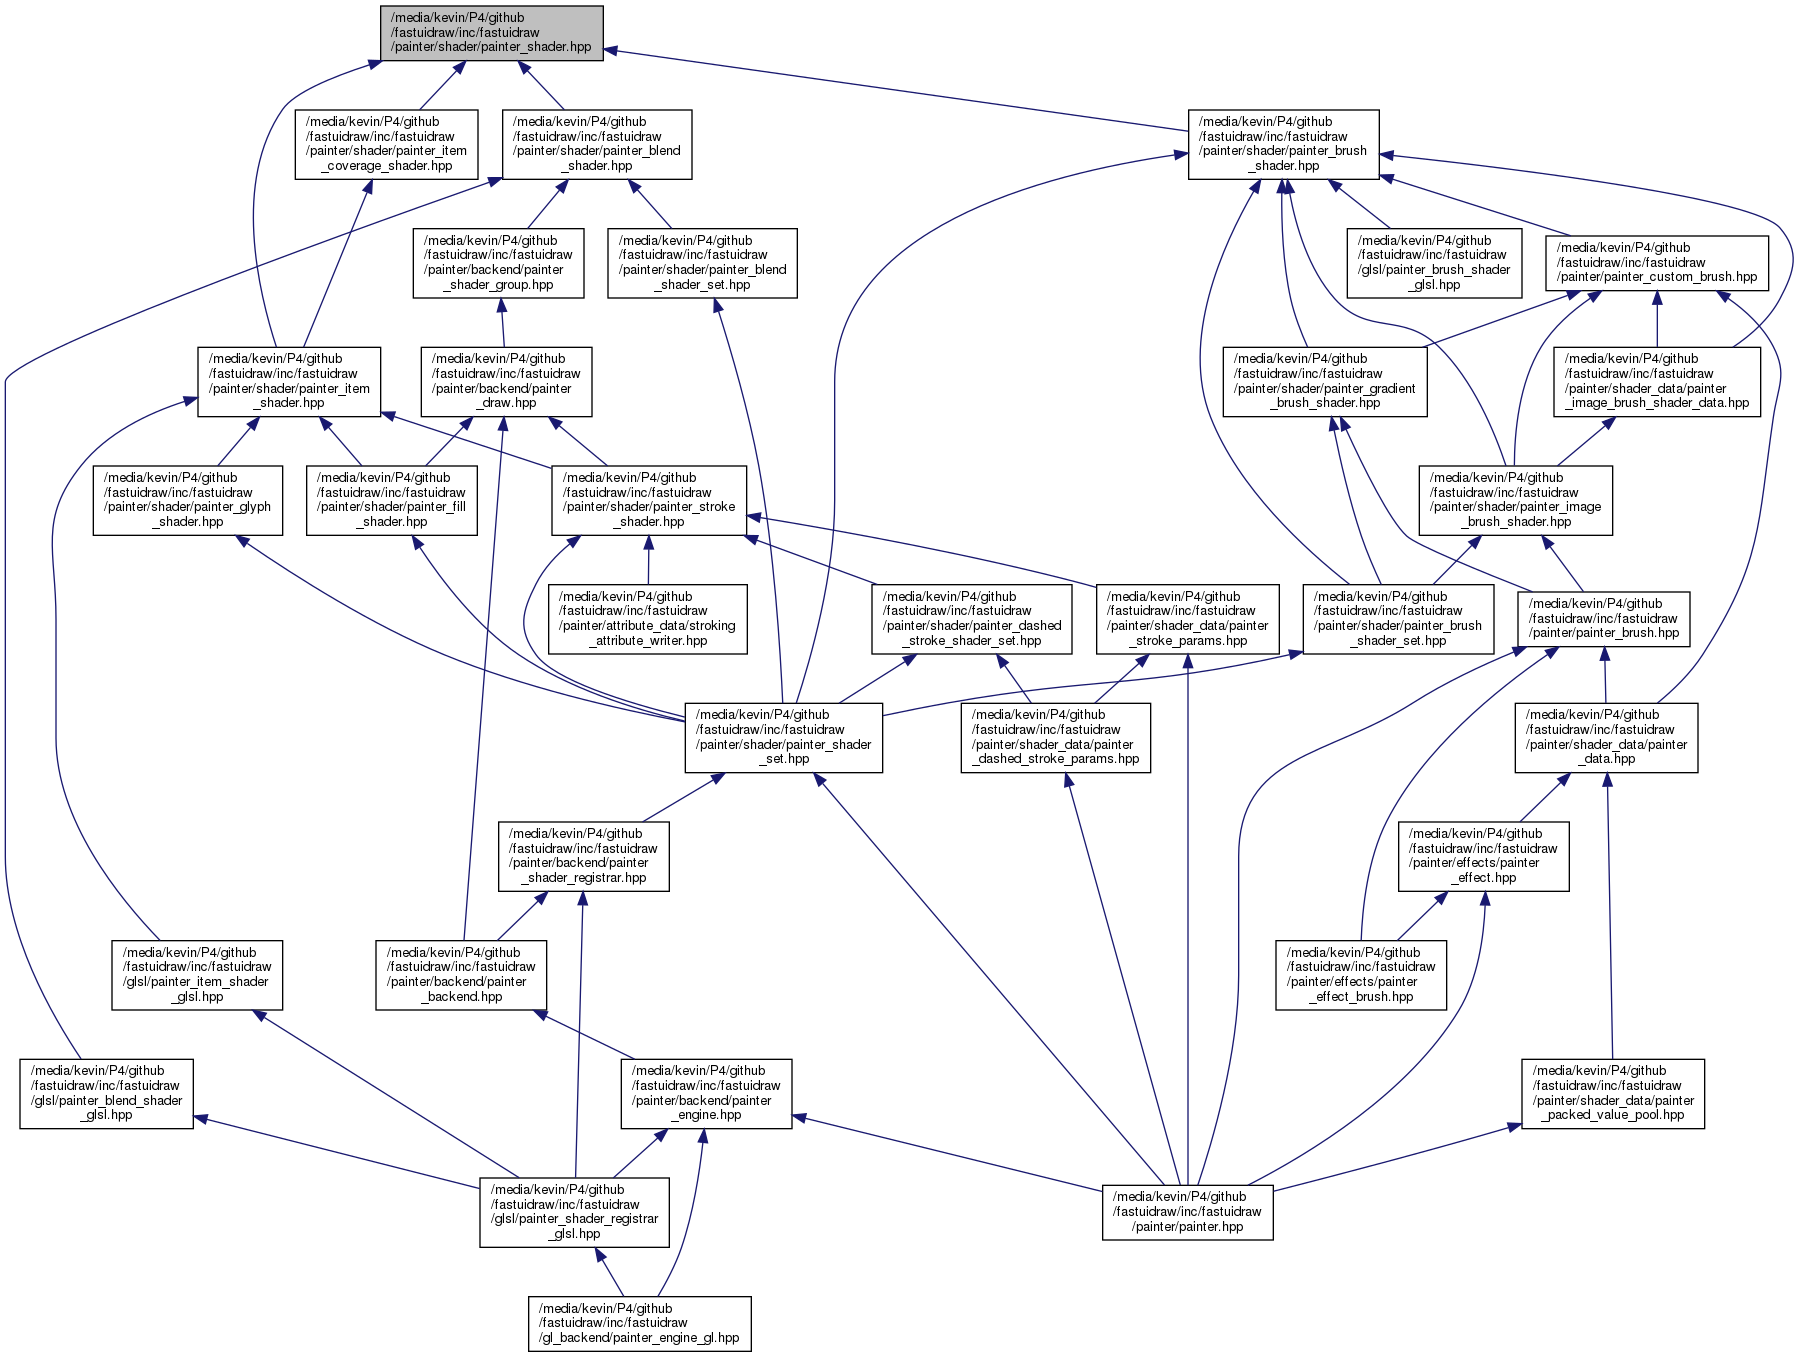 /media/kevin/P4/github
/fastuidraw/inc/fastuidraw
/painter/shader/painter_shader.hpp
/media/kevin/P4/github
/fastuidraw/inc/fastuidraw
/painter/shader/painter_item
_coverage_shader.hpp
/media/kevin/P4/github
/fastuidraw/inc/fastuidraw
/painter/shader/painter_blend
_shader.hpp
/media/kevin/P4/github
/fastuidraw/inc/fastuidraw
/painter/shader/painter_brush
_shader.hpp
/media/kevin/P4/github
/fastuidraw/inc/fastuidraw
/painter/backend/painter
_shader_group.hpp
/media/kevin/P4/github
/fastuidraw/inc/fastuidraw
/painter/shader/painter_blend
_shader_set.hpp
/media/kevin/P4/github
/fastuidraw/inc/fastuidraw
/glsl/painter_brush_shader
_glsl.hpp
/media/kevin/P4/github
/fastuidraw/inc/fastuidraw
/painter/painter_custom_brush.hpp
/media/kevin/P4/github
/fastuidraw/inc/fastuidraw
/painter/shader/painter_item
_shader.hpp
/media/kevin/P4/github
/fastuidraw/inc/fastuidraw
/painter/backend/painter
_draw.hpp
/media/kevin/P4/github
/fastuidraw/inc/fastuidraw
/painter/shader/painter_gradient
_brush_shader.hpp
/media/kevin/P4/github
/fastuidraw/inc/fastuidraw
/painter/shader_data/painter
_image_brush_shader_data.hpp
/media/kevin/P4/github
/fastuidraw/inc/fastuidraw
/painter/shader/painter_glyph
_shader.hpp
/media/kevin/P4/github
/fastuidraw/inc/fastuidraw
/painter/shader/painter_fill
_shader.hpp
/media/kevin/P4/github
/fastuidraw/inc/fastuidraw
/painter/shader/painter_stroke
_shader.hpp
/media/kevin/P4/github
/fastuidraw/inc/fastuidraw
/painter/shader/painter_image
_brush_shader.hpp
/media/kevin/P4/github
/fastuidraw/inc/fastuidraw
/painter/attribute_data/stroking
_attribute_writer.hpp
/media/kevin/P4/github
/fastuidraw/inc/fastuidraw
/painter/shader/painter_dashed
_stroke_shader_set.hpp
/media/kevin/P4/github
/fastuidraw/inc/fastuidraw
/painter/shader_data/painter
_stroke_params.hpp
/media/kevin/P4/github
/fastuidraw/inc/fastuidraw
/painter/shader/painter_brush
_shader_set.hpp
/media/kevin/P4/github
/fastuidraw/inc/fastuidraw
/painter/painter_brush.hpp
/media/kevin/P4/github
/fastuidraw/inc/fastuidraw
/painter/shader/painter_shader
_set.hpp
/media/kevin/P4/github
/fastuidraw/inc/fastuidraw
/painter/shader_data/painter
_dashed_stroke_params.hpp
/media/kevin/P4/github
/fastuidraw/inc/fastuidraw
/painter/shader_data/painter
_data.hpp
/media/kevin/P4/github
/fastuidraw/inc/fastuidraw
/painter/backend/painter
_shader_registrar.hpp
/media/kevin/P4/github
/fastuidraw/inc/fastuidraw
/painter/effects/painter
_effect.hpp
/media/kevin/P4/github
/fastuidraw/inc/fastuidraw
/glsl/painter_item_shader
_glsl.hpp
/media/kevin/P4/github
/fastuidraw/inc/fastuidraw
/painter/backend/painter
_backend.hpp
/media/kevin/P4/github
/fastuidraw/inc/fastuidraw
/painter/effects/painter
_effect_brush.hpp
/media/kevin/P4/github
/fastuidraw/inc/fastuidraw
/glsl/painter_blend_shader
_glsl.hpp
/media/kevin/P4/github
/fastuidraw/inc/fastuidraw
/painter/backend/painter
_engine.hpp
/media/kevin/P4/github
/fastuidraw/inc/fastuidraw
/painter/shader_data/painter
_packed_value_pool.hpp
/media/kevin/P4/github
/fastuidraw/inc/fastuidraw
/glsl/painter_shader_registrar
_glsl.hpp
/media/kevin/P4/github
/fastuidraw/inc/fastuidraw
/painter/painter.hpp
/media/kevin/P4/github
/fastuidraw/inc/fastuidraw
/gl_backend/painter_engine_gl.hpp